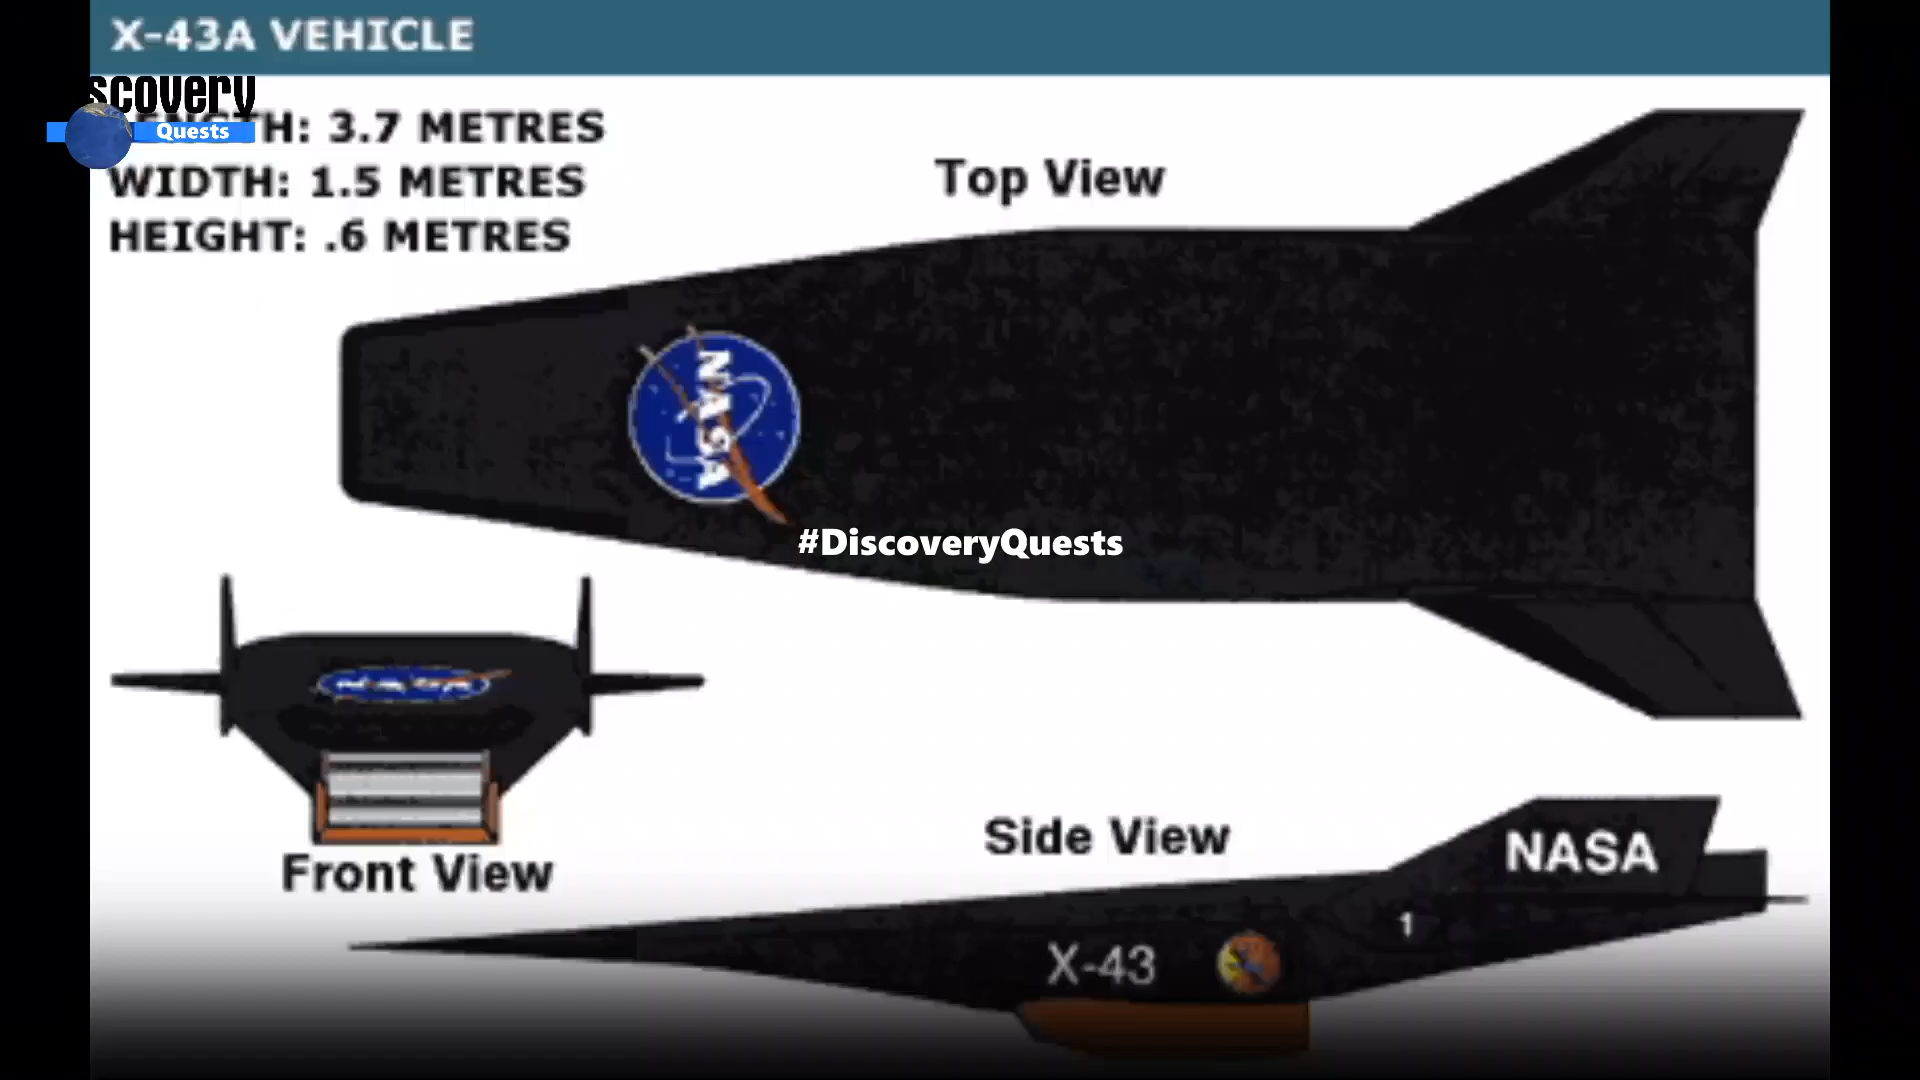 X-43A VEHICLE
scovery
Quests
TH: 3.7 METRES
WIDTH: 1.5 METRES
HEIGHT: .6 METRES
Top View
NASA
#DiscoveryQuests
Front View
Side View
NASA
1
X-43